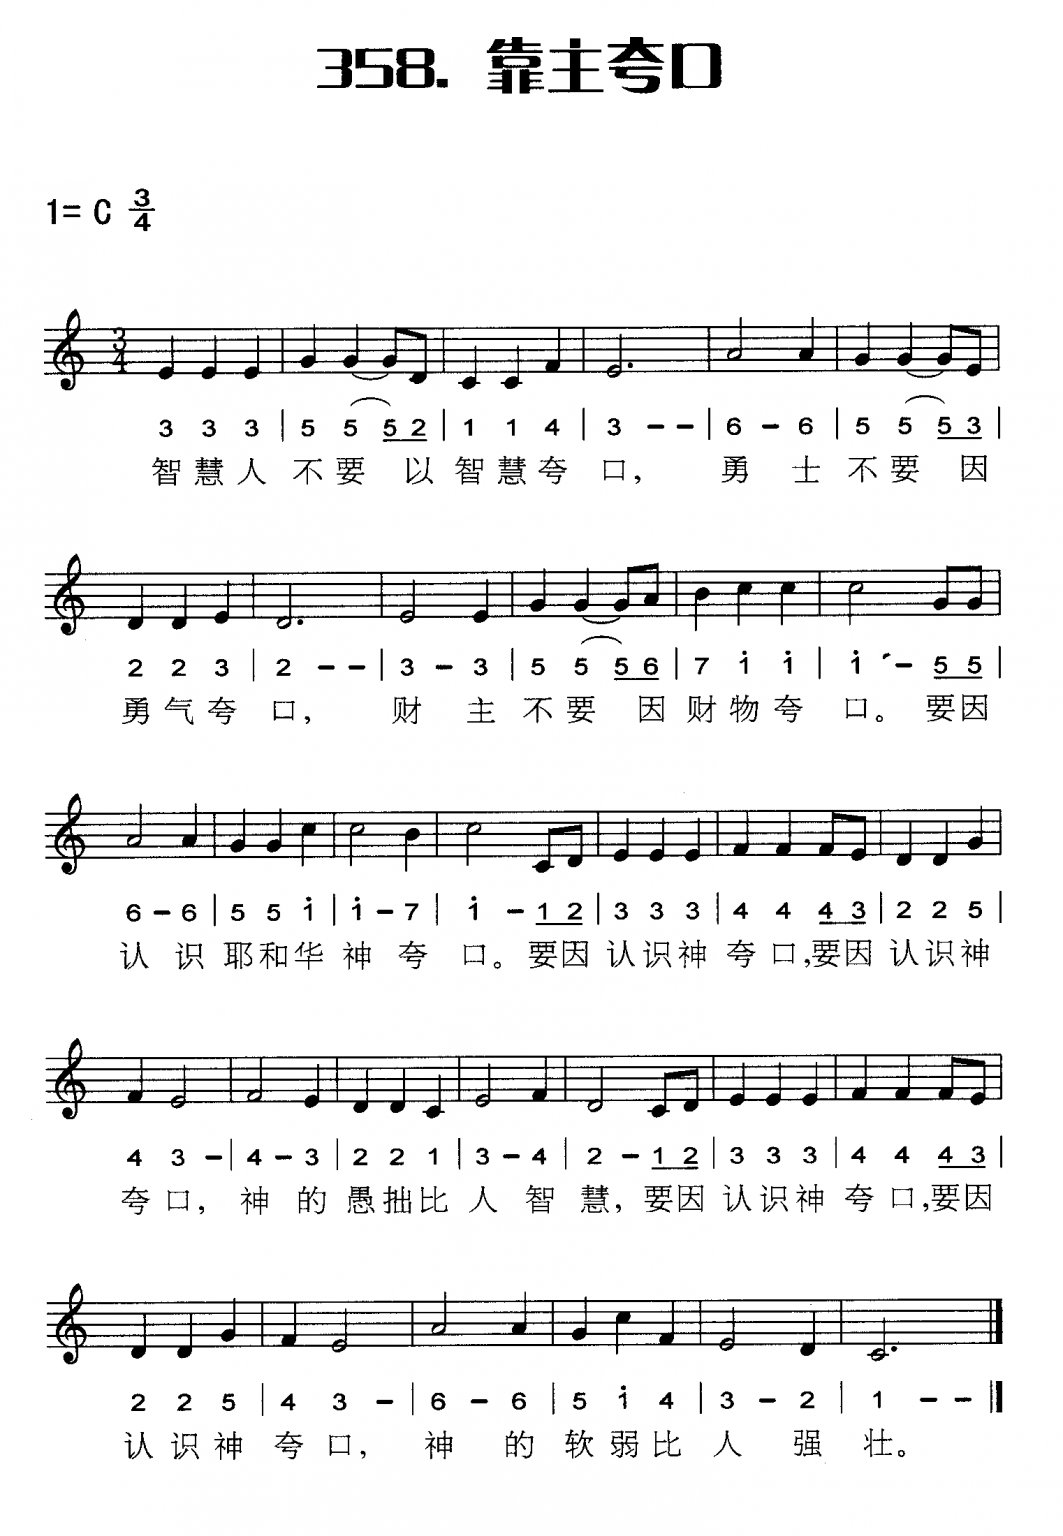 358. 靠主夸口
1= C 3/4
3 3 3 | 5 5 5 2 | 1 1 4 | 3 - - | 6 - 6 | 5 5 5 3 |
智慧人 不要 以智慧夸 口, 勇 士不要 因
2 2 3 | 2 - - | 3 - 3 | 5 5 5 6 | 7 i i | i - 5 5 |
勇气夸 口, 财 主 不要 因财物夸 口。 要因
6 - 6 | 5 5 i | i - 7 | i - 1 2 | 3 3 3 | 4 4 4 3 | 2 2 5 |
认 识 耶和华 神 夸 口。要因 认识神 夸口,要因 认识神
4 3 - | 4 - 3 | 2 2 1 | 3 - 4 | 2 - 1 2 | 3 3 3 | 4 4 4 3 |
夸口, 神 的 愚拙比 人 智 慧, 要因 认识神 夸口,要因
2 2 5 | 4 3 - | 6 - 6 | 5 i 4 | 3 - 2 | 1 - - ‖
认识神 夸口, 神 的 软弱比 人 强 壮。